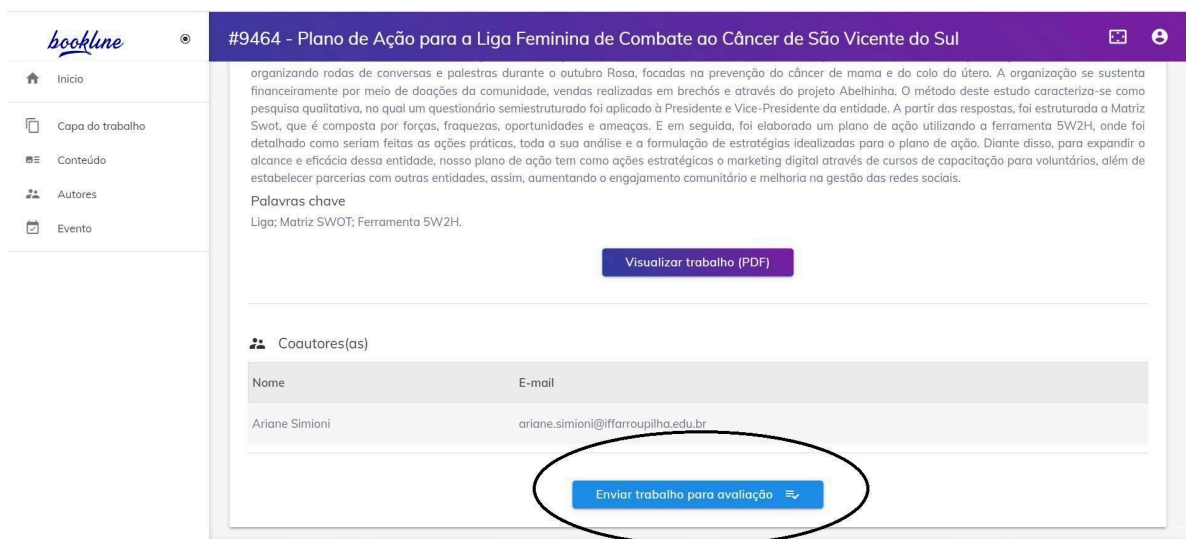 bookline
#9464 - Plano de Ação para a Liga Feminina de Combate ao Câncer de São Vicente do Sul
Inicio
Capa do trabalho
Conteúdo
Autores
Evento
organizando rodas de conversas e palestras durante o outubro Rosa, focadas na prevenção do câncer de mama e do colo do útero. A organização se sustenta
financeiramente por meio de doações da comunidade, vendas realizadas em brechós e através do projeto Abelhinha. O método deste estudo caracteriza-se como
pesquisa qualitativa, no qual um questionário semiestruturado foi aplicado à Presidente e Vice-Presidente da entidade. A partir das respostas, foi estruturada a Matriz
Swot, que é composta por forças, fraquezas, oportunidades e ameaças. E em seguida, foi elaborado um plano de ação utilizando a ferramenta 5W2H, onde foi
detalhado como seriam feitas as ações práticas, toda a sua análise e a formulação de estratégias idealizadas para o plano de ação. Diante disso, para expandir o
alcance e eficácia dessa entidade, nosso plano de ação tem como ações estratégicas o marketing digital através de cursos de capacitação para voluntários, além de
estabelecer parcerias com outras entidades, assim, aumentando o engajamento comunitário e melhoria na gestão das redes sociais.
Palavras chave
Liga; Matriz SWOT; Ferramenta 5W2H.
Visualizar trabalho (PDF)
Coautores(as)
Nome E-mail
Ariane Simioni ariane.simioni@iffarroupilha.edu.br
Enviar trabalho para avaliação